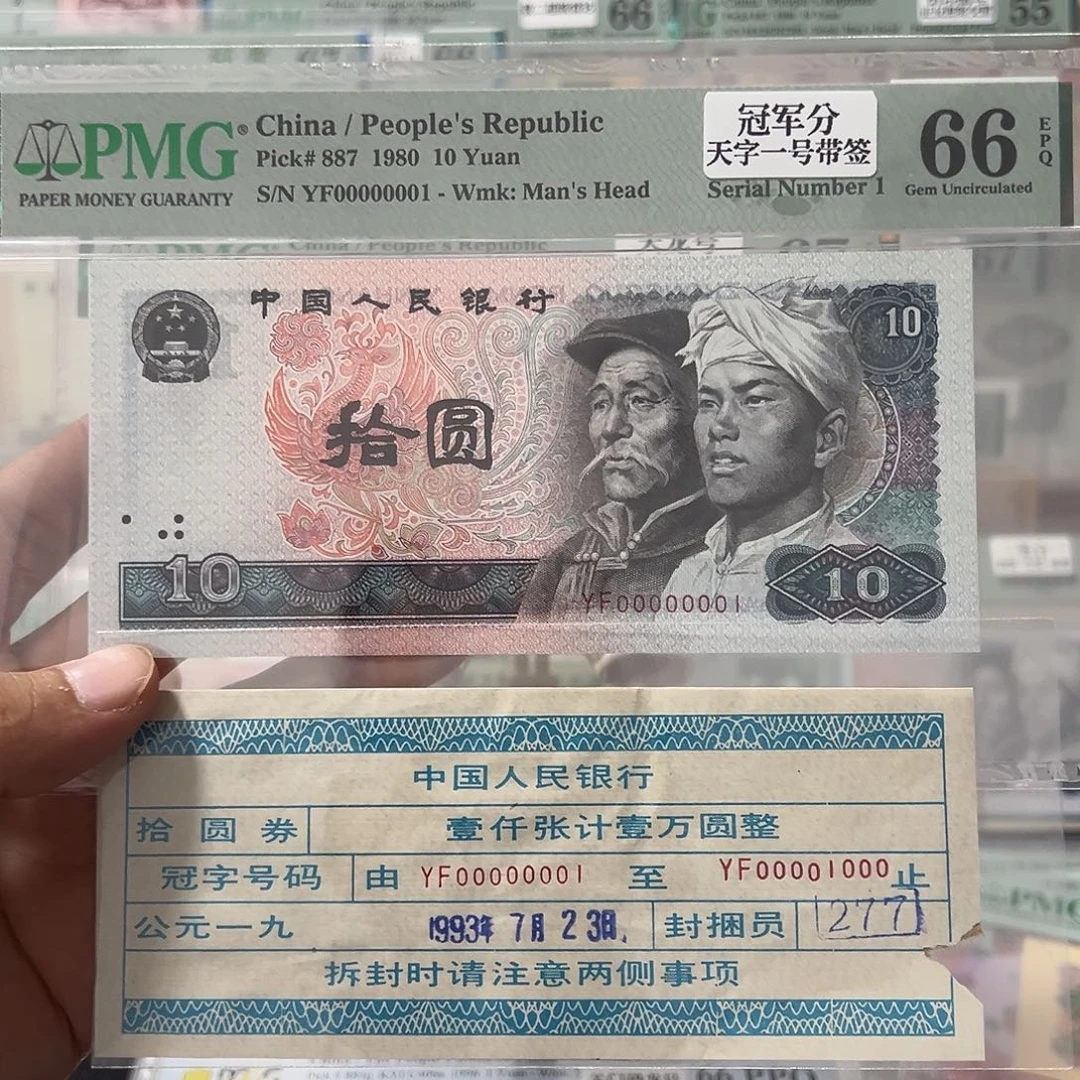 66
55
PMG® China / People's Republic
Pick# 887 1980 10 Yuan
PAPER MONEY GUARANTY
S/N YF00000001 - Wmk: Man's Head
冠军分
天字一号带签
Serial Number 1
66
EPQ
Gem Uncirculated
中国人民银行
10
拾圆
10
10
YF00000001
中国人民银行
拾圆券 壹仟张计壹万圆整
冠字号码 由 YF00000001 至 YF00001000 止
公元一九 1993年 7月 23日. 封捆员 277
拆封时请注意两侧事项